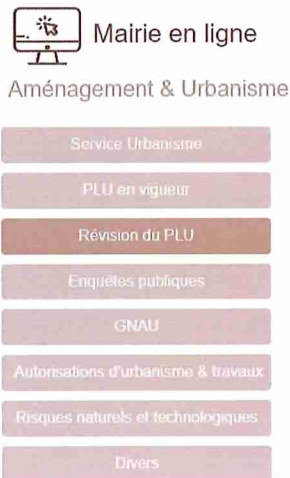 Mairie en ligne
Aménagement & Urbanisme
Service Urbanisme
PLU en vigueur
Révision du PLU
Enquêtes publiques
GNAU
Autorisations d'urbanisme & travaux
Risques naturels et technologiques
Divers